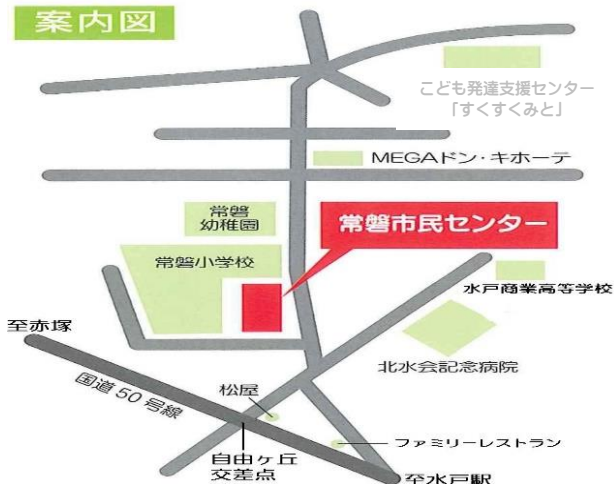 案内図
こども発達支援センター
「すくすくみと」
MEGAドン・キホーテ
常磐
幼稚園
常磐市民センター
常磐小学校
水戸商業高等学校
至赤塚
北水会記念病院
国道50号線
松屋
ファミリーレストラン
自由ヶ丘
交差点
至水戸駅